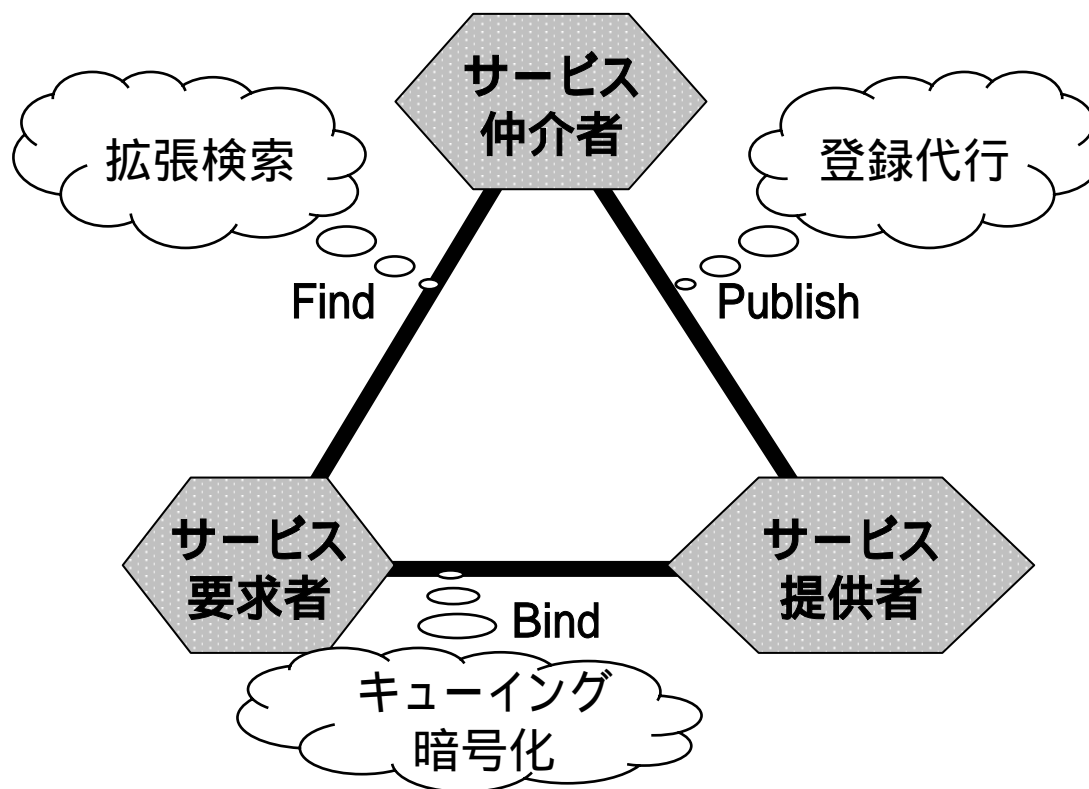 サービス
仲介者
拡張検索
登録代行
Find
Publish
サービス
要求者
サービス
提供者
Bind
キューイング
暗号化